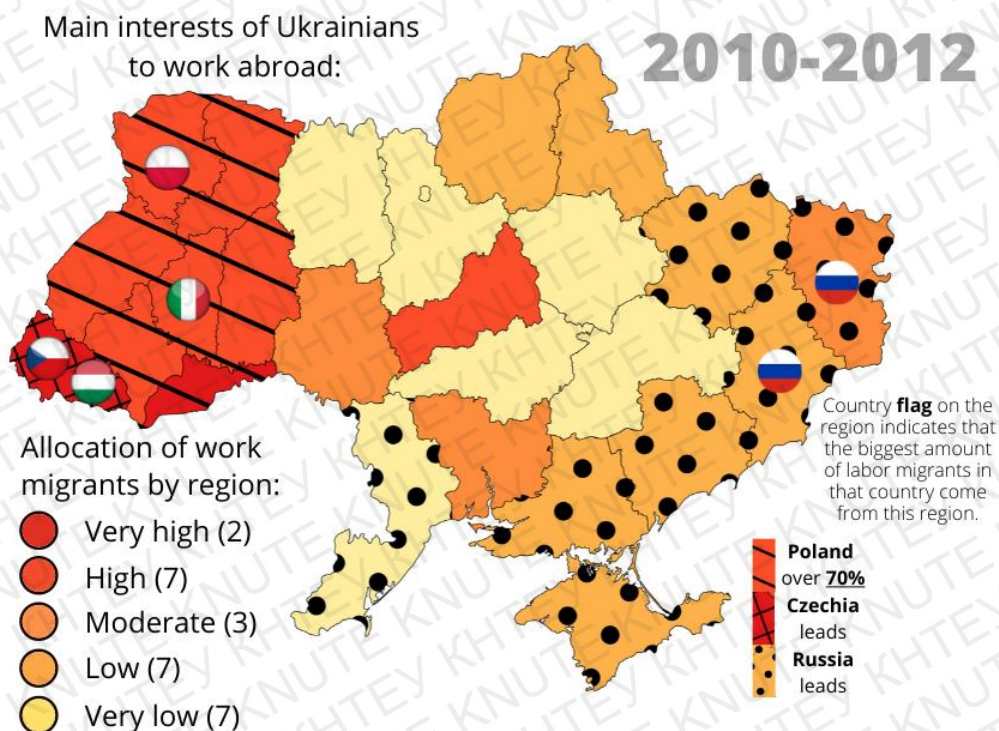 Main interests of Ukrainians
to work abroad:
2010-2012
Country flag on the
region indicates that
the biggest amount
of labor migrants in
that country come
from this region.
Allocation of work
migrants by region:
Very high (2)
High (7)
Moderate (3)
Low (7)
Very low (7)
Poland
over 70%
Czechia
leads
Russia
leads
KNUTE KHTEY